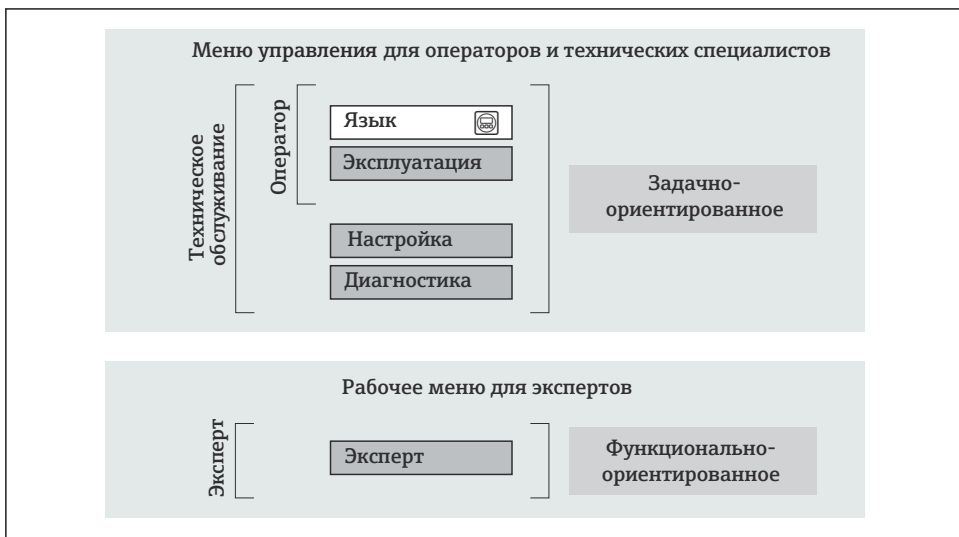 Меню управления для операторов и технических специалистов
Техническое
обслуживание
Оператор
Язык
Эксплуатация
Настройка
Диагностика
Задачно-
ориентированное
Рабочее меню для экспертов
Эксперт
Эксперт
Функционально-
ориентированное